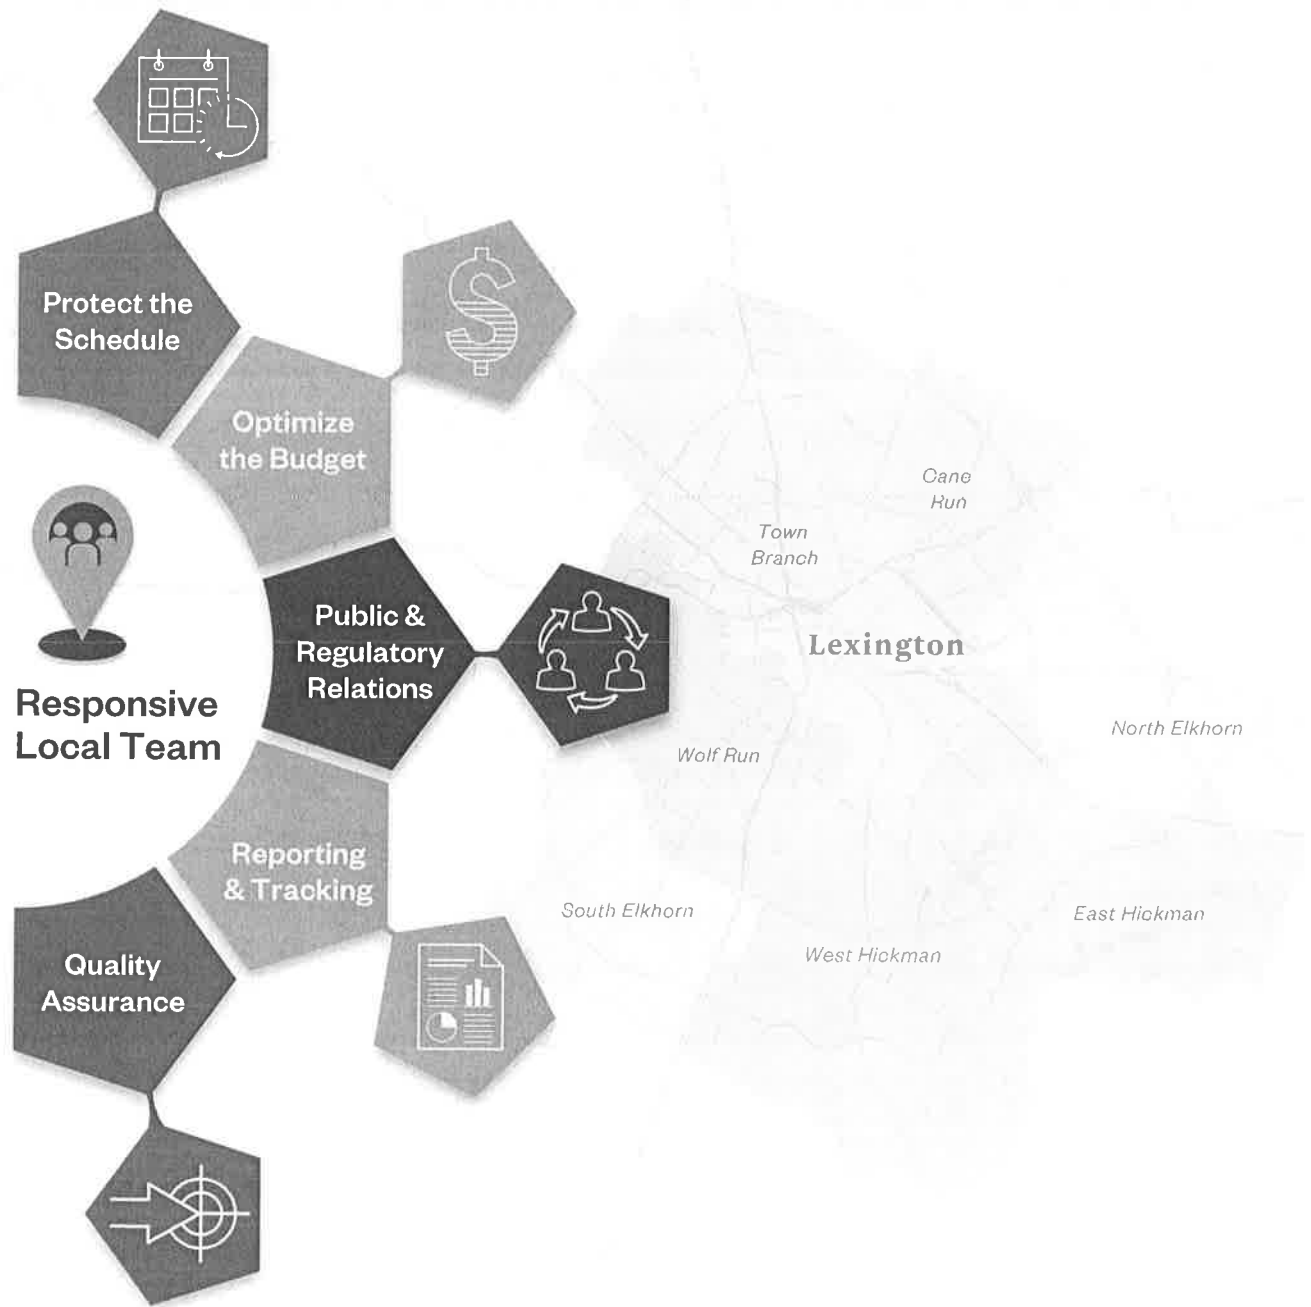 Protect the
Schedule
Optimize
the Budget
Public &
Regulatory
Relations
Responsive
Local Team
Reporting
& Tracking
Quality
Assurance
Cane
Run
Town
Branch
Lexington
North Elkhorn
Wolf Run
South Elkhorn
East Hickman
West Hickman